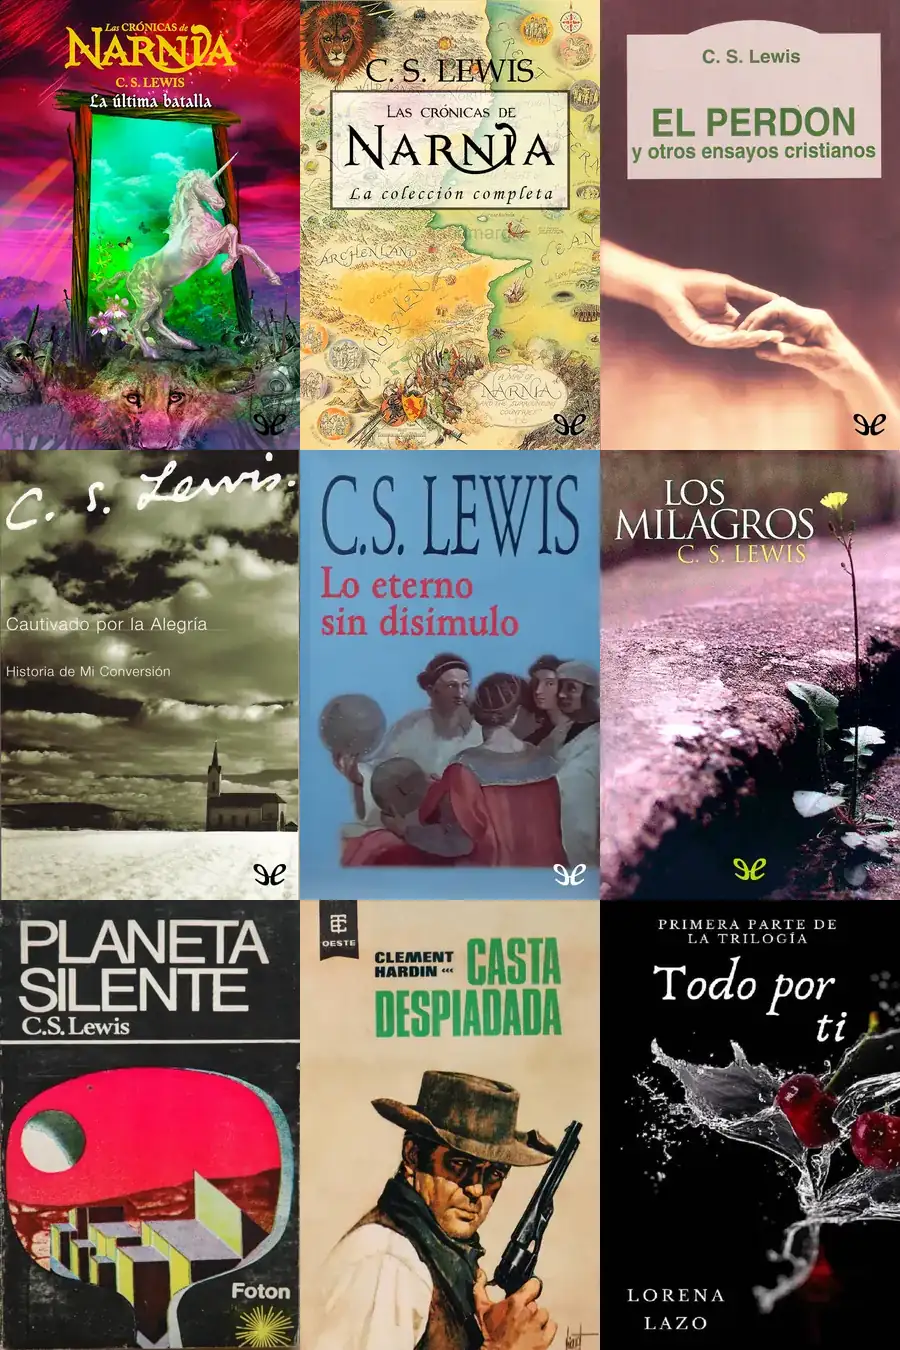 Las CRÓNICAS de
NARNIA
C. S. LEWIS
La última batalla
C. S. LEWIS
LAS CRÓNICAS DE
NARNIA
La colección completa
ARCHENLAND
NARNIA
C. S. Lewis
EL PERDON
y otros ensayos cristianos
C. S. Lewis.
Cautivado por la Alegría
Historia de Mi Conversión
C.S. LEWIS
Lo eterno
sin disimulo
LOS
MILAGROS
C. S. LEWIS
PLANETA
SILENTE
C.S. Lewis
Foton
OESTE
CLEMENT
HARDIN
CASTA
DESPIADADA
PRIMERA PARTE DE
LA TRILOGÍA
Todo por
ti
LORENA
LAZO